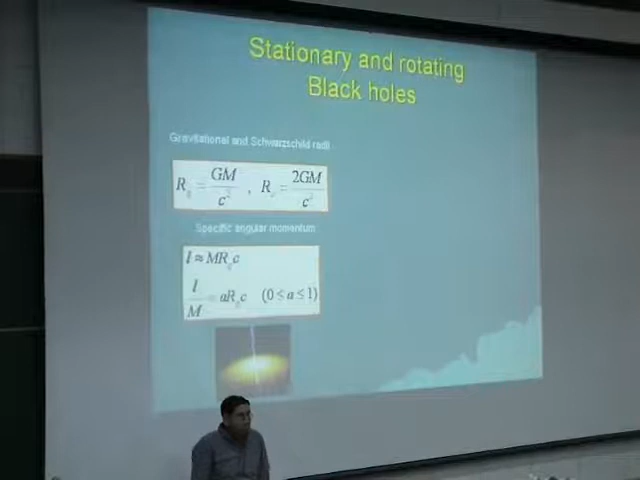 Stationary and rotating
Black holes
Gravitational and Schwarzschild radii
R_g = GM/c² , R_s = 2GM/c²
Specific angular momentum
l ≈ MR_g c
l/M = aR_g c (0 ≤ a ≤ 1)